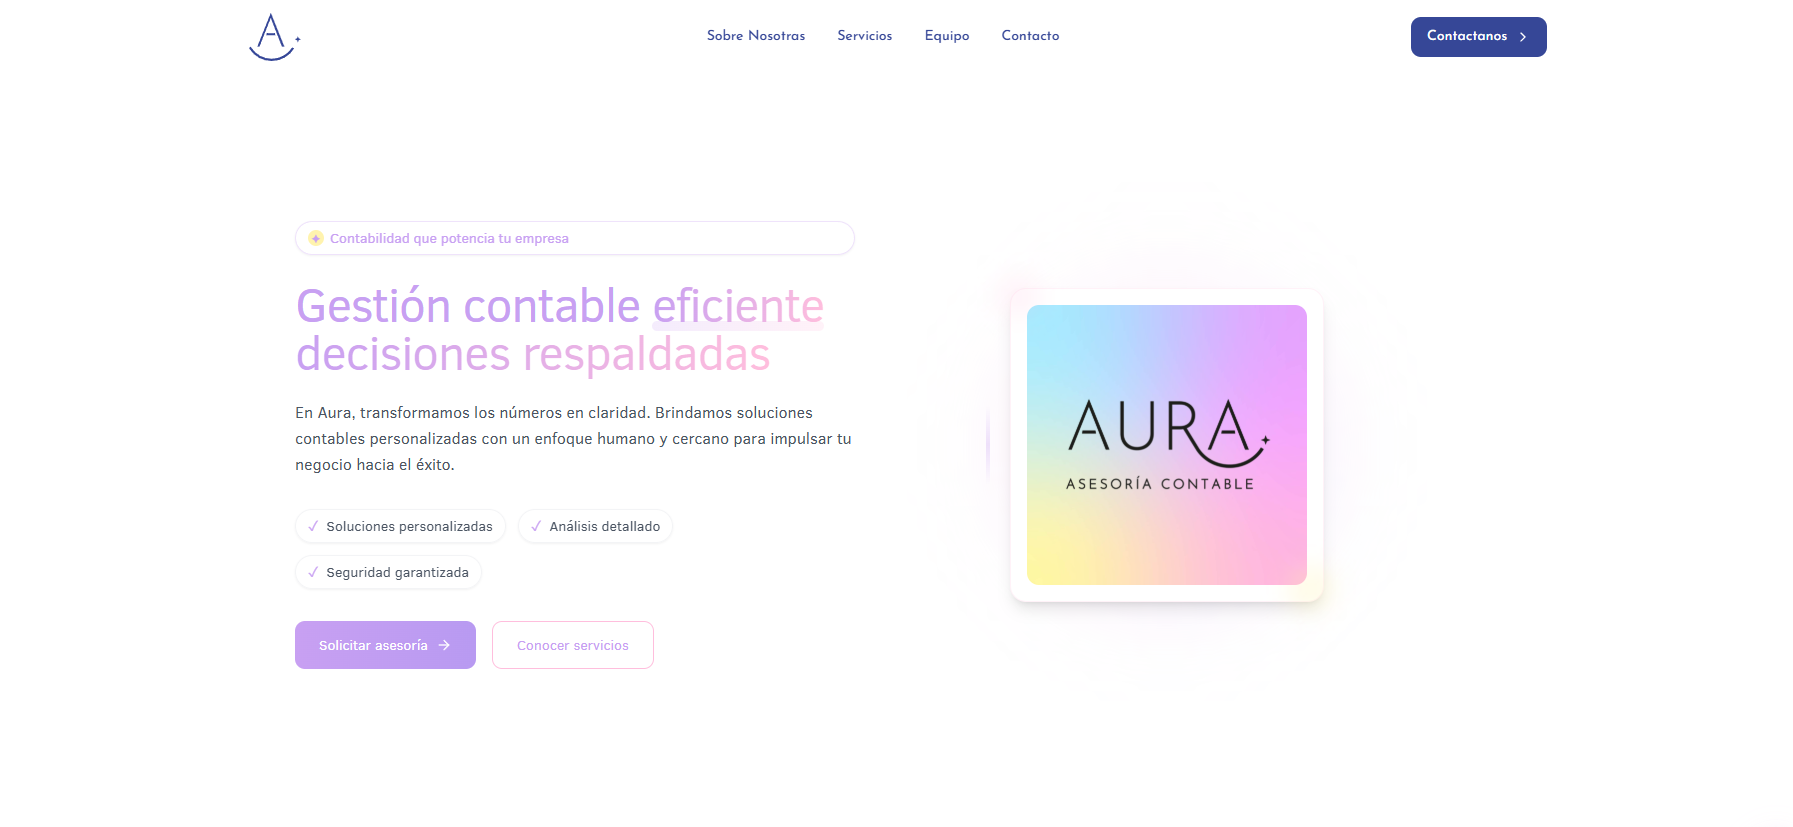 A
Sobre Nosotras
Servicios
Equipo
Contacto
Contactanos
Contabilidad que potencia tu empresa
Gestión contable eficiente
decisiones respaldadas
En Aura, transformamos los números en claridad. Brindamos soluciones
contables personalizadas con un enfoque humano y cercano para impulsar tu
negocio hacia el éxito.
Soluciones personalizadas
Análisis detallado
Seguridad garantizada
Solicitar asesoría
Conocer servicios
AURA
ASESORÍA CONTABLE